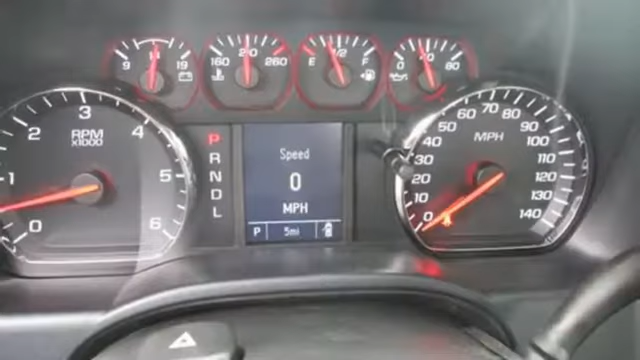 9 14 19
160 210 260
E 1/2 F
0 40 80
RPM
X1000
0 1 2 3 4 5 6
P
R
N
D
L
Speed
0
MPH
P 5mi
MPH
0 10 20 30 40 50 60 70 80 90 100 110 120 130 140